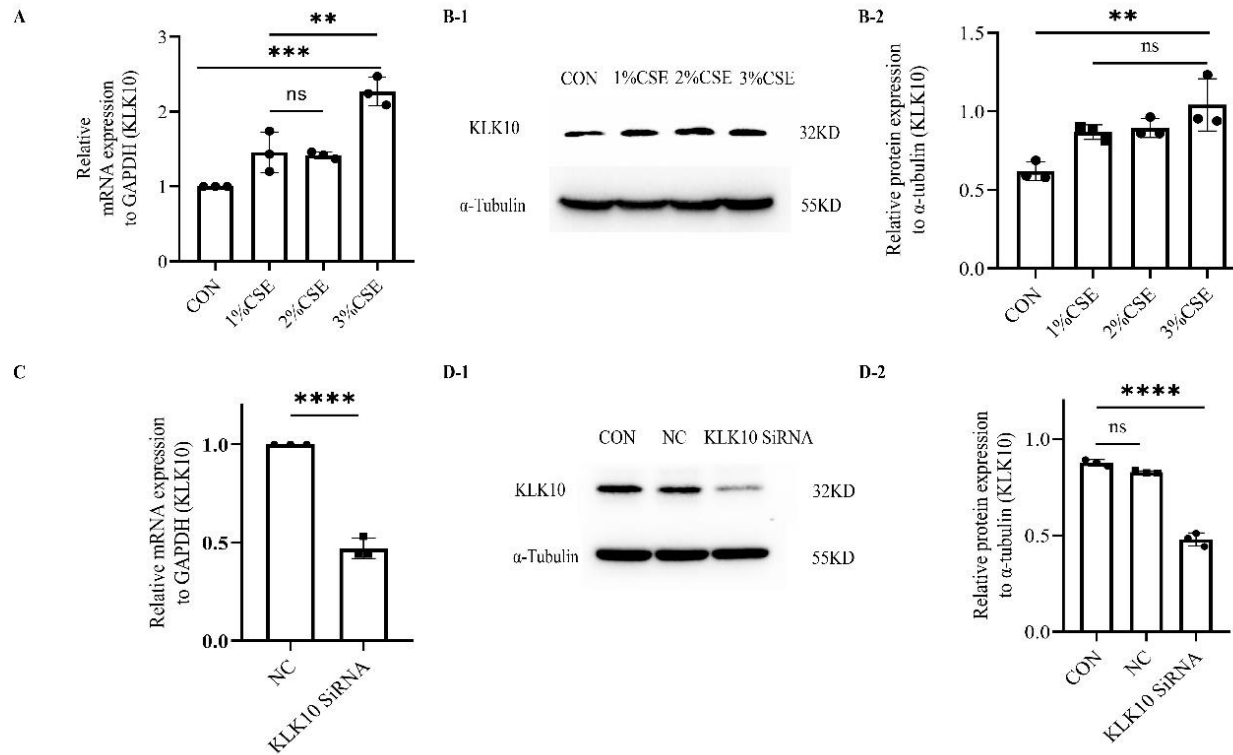 A
**
***
ns
3
2
1
0
Relative
mRNA expression
to GAPDH (KLK10)
CON
1%CSE
2%CSE
3%CSE
B-1
CON 1%CSE 2%CSE 3%CSE
KLK10 32KD
α-Tubulin 55KD
B-2
**
ns
1.5
1.0
0.5
0.0
Relative protein expression
to α-tubulin (KLK10)
CON
1%CSE
2%CSE
3%CSE
C
****
1.0
0.5
0.0
Relative mRNA expression
to GAPDH (KLK10)
NC
KLK10 SiRNA
D-1
CON NC KLK10 SiRNA
KLK10 32KD
α-Tubulin 55KD
D-2
****
ns
1.0
0.5
0.0
Relative protein expression
to α-tubulin (KLK10)
CON
NC
KLK10 SiRNA